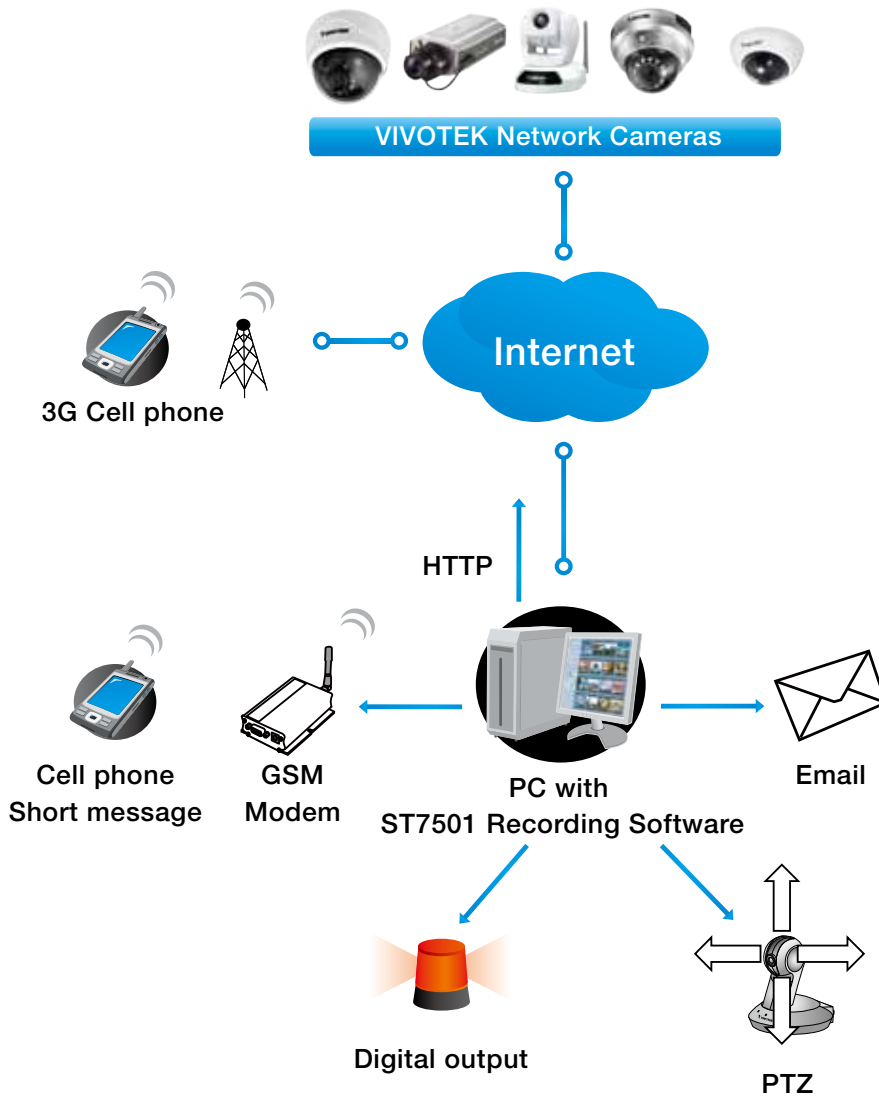 VIVOTEK Network Cameras
Internet
3G Cell phone
HTTP
Cell phone
Short message
GSM
Modem
PC with
ST7501 Recording Software
Email
Digital output
PTZ